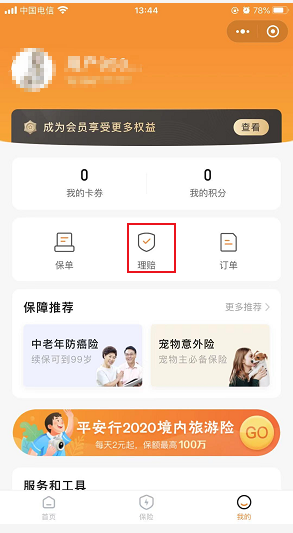 中国电信 13:44 78%
成为会员享受更多权益 查看
0 0
我的卡券 我的积分
保单 理赔 订单
保障推荐 更多推荐 >
中老年防癌险 宠物意外险
续保可到99岁 宠物主必备保险
平安行2020境内旅游险 GO
每天2元起，保额最高100万
服务和工具
首页 保险 我的